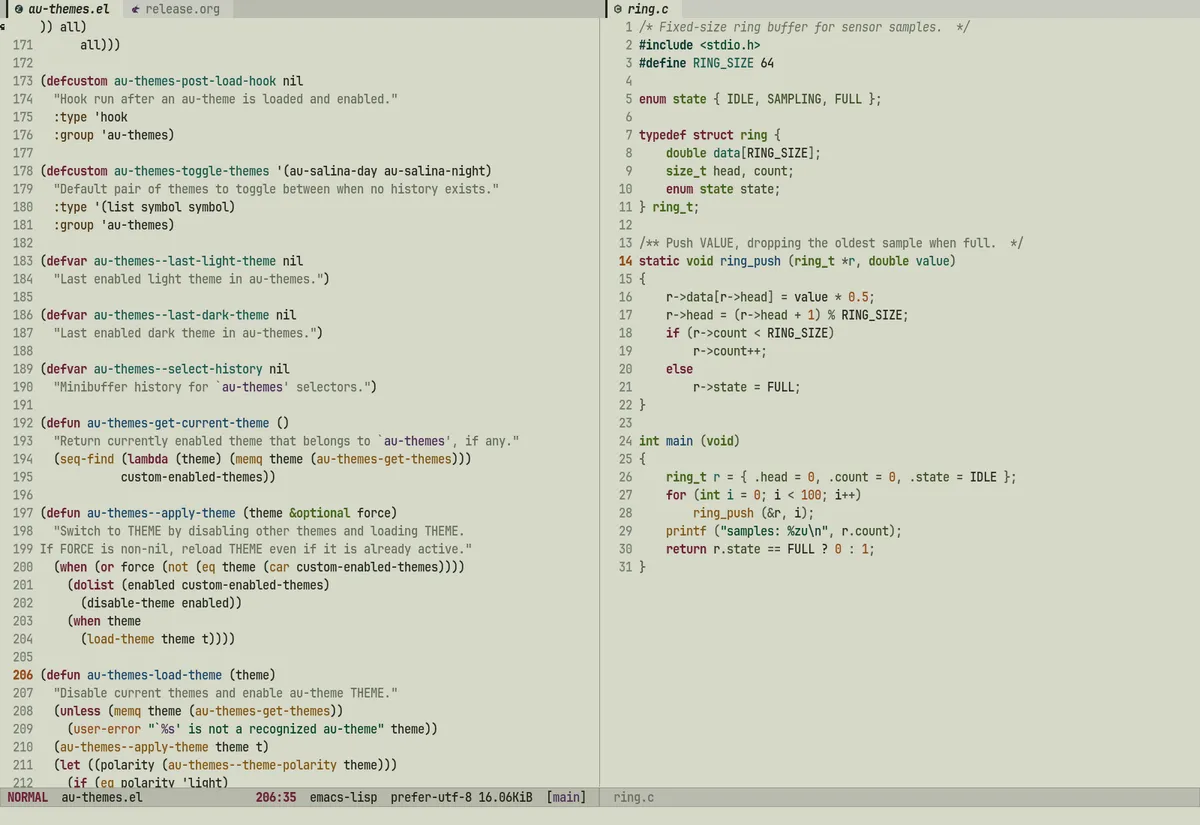 au-themes.el release.org
)) all)
171 all)))
172
173 (defcustom au-themes-post-load-hook nil
174 "Hook run after an au-theme is loaded and enabled."
175 :type 'hook
176 :group 'au-themes)
177
178 (defcustom au-themes-toggle-themes '(au-salina-day au-salina-night)
179 "Default pair of themes to toggle between when no history exists."
180 :type '(list symbol symbol)
181 :group 'au-themes)
182
183 (defvar au-themes--last-light-theme nil
184 "Last enabled light theme in au-themes.")
185
186 (defvar au-themes--last-dark-theme nil
187 "Last enabled dark theme in au-themes.")
188
189 (defvar au-themes--select-history nil
190 "Minibuffer history for `au-themes' selectors.")
191
192 (defun au-themes-get-current-theme ()
193 "Return currently enabled theme that belongs to `au-themes', if any."
194 (seq-find (lambda (theme) (memq theme (au-themes-get-themes)))
195 custom-enabled-themes))
196
197 (defun au-themes--apply-theme (theme &optional force)
198 "Switch to THEME by disabling other themes and loading THEME.
199 If FORCE is non-nil, reload THEME even if it is already active."
200 (when (or force (not (eq theme (car custom-enabled-themes))))
201 (dolist (enabled custom-enabled-themes)
202 (disable-theme enabled))
203 (when theme
204 (load-theme theme t))))
205
206 (defun au-themes-load-theme (theme)
207 "Disable current themes and enable au-theme THEME."
208 (unless (memq theme (au-themes-get-themes))
209 (user-error "`%s' is not a recognized au-theme" theme))
210 (au-themes--apply-theme theme t)
211 (let ((polarity (au-themes--theme-polarity theme)))
212 (if (eq polarity 'light)
NORMAL au-themes.el 206:35 emacs-lisp prefer-utf-8 16.06KiB [main]
ring.c
1 /* Fixed-size ring buffer for sensor samples. */
2 #include <stdio.h>
3 #define RING_SIZE 64
4
5 enum state { IDLE, SAMPLING, FULL };
6
7 typedef struct ring {
8 double data[RING_SIZE];
9 size_t head, count;
10 enum state state;
11 } ring_t;
12
13 /** Push VALUE, dropping the oldest sample when full. */
14 static void ring_push (ring_t *r, double value)
15 {
16 r->data[r->head] = value * 0.5;
17 r->head = (r->head + 1) % RING_SIZE;
18 if (r->count < RING_SIZE)
19 r->count++;
20 else
21 r->state = FULL;
22 }
23
24 int main (void)
25 {
26 ring_t r = { .head = 0, .count = 0, .state = IDLE };
27 for (int i = 0; i < 100; i++)
28 ring_push (&r, i);
29 printf ("samples: %zu\n", r.count);
30 return r.state == FULL ? 0 : 1;
31 }
ring.c